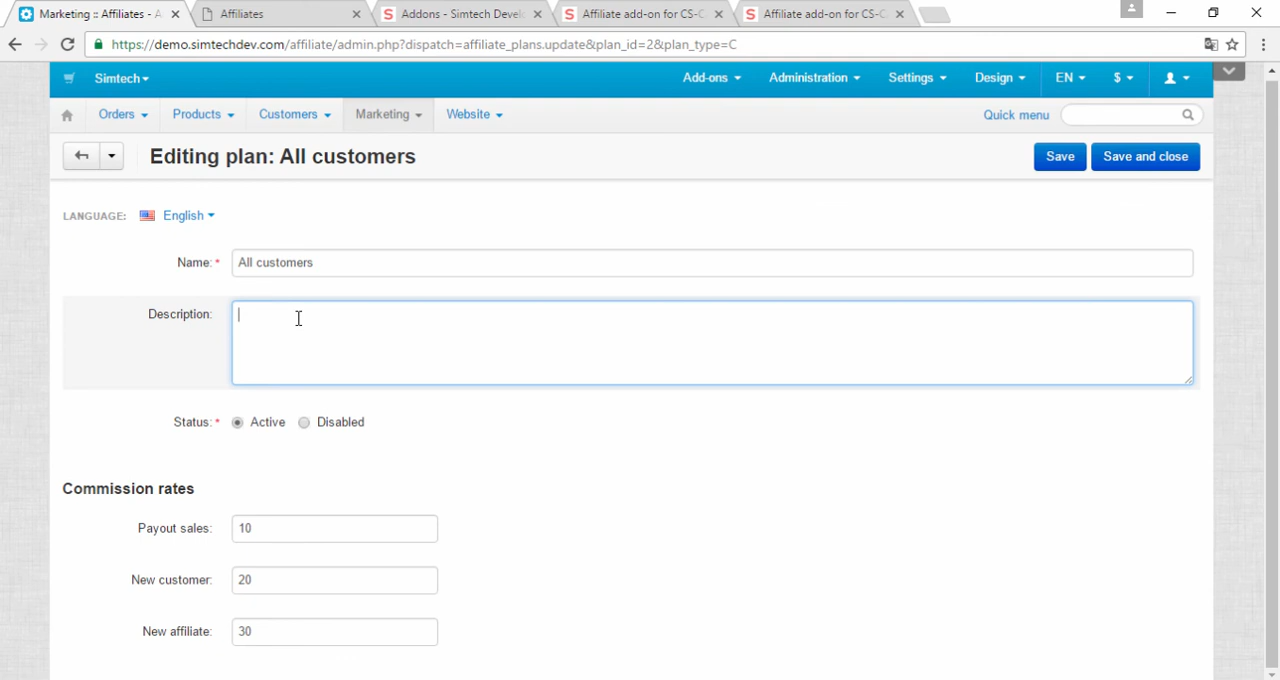 Marketing :: Affiliates - A
Affiliates
Addons - Simtech Devel
Affiliate add-on for CS-C
Affiliate add-on for CS-C
https://demo.simtechdev.com/affiliate/admin.php?dispatch=affiliate_plans.update&plan_id=2&plan_type=C
Simtech
Add-ons
Administration
Settings
Design
EN
$
Orders
Products
Customers
Marketing
Website
Quick menu
Editing plan: All customers
Save
Save and close
LANGUAGE: English
Name: * All customers
Description:
Status: * Active Disabled
Commission rates
Payout sales: 10
New customer: 20
New affiliate: 30